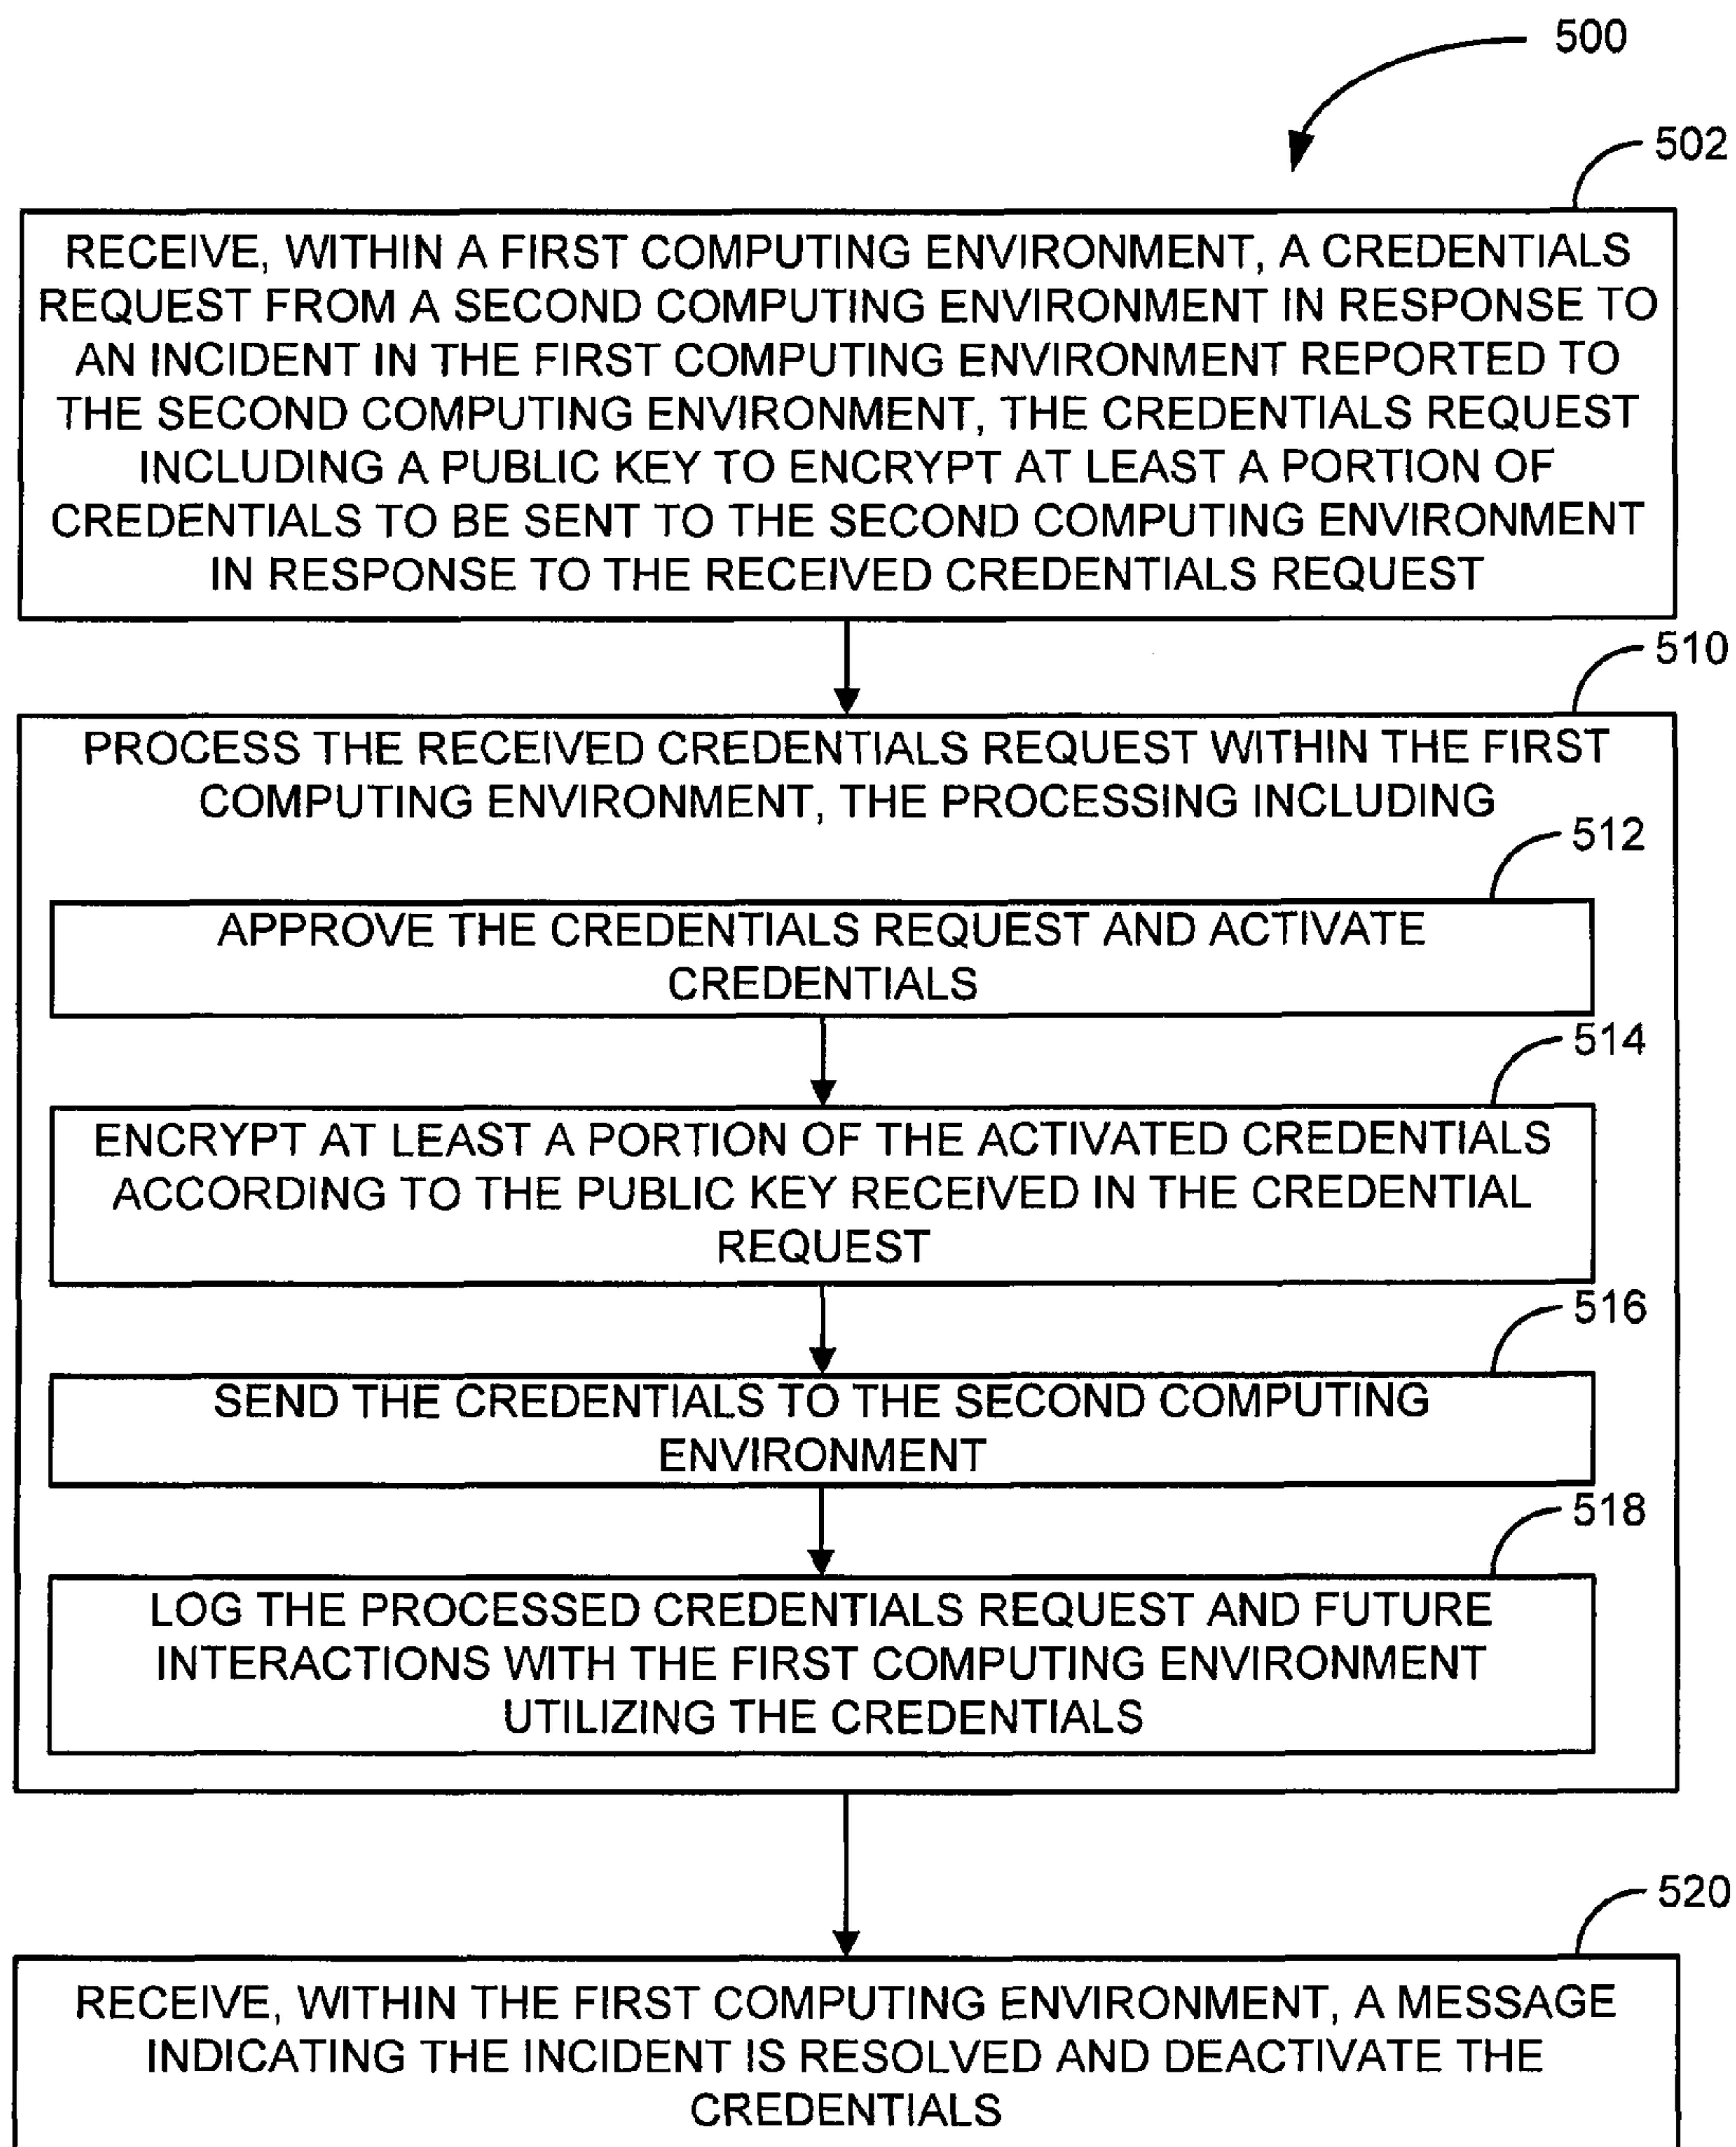 500
502
RECEIVE, WITHIN A FIRST COMPUTING ENVIRONMENT, A CREDENTIALS
REQUEST FROM A SECOND COMPUTING ENVIRONMENT IN RESPONSE TO
AN INCIDENT IN THE FIRST COMPUTING ENVIRONMENT REPORTED TO
THE SECOND COMPUTING ENVIRONMENT, THE CREDENTIALS REQUEST
INCLUDING A PUBLIC KEY TO ENCRYPT AT LEAST A PORTION OF
CREDENTIALS TO BE SENT TO THE SECOND COMPUTING ENVIRONMENT
IN RESPONSE TO THE RECEIVED CREDENTIALS REQUEST
510
PROCESS THE RECEIVED CREDENTIALS REQUEST WITHIN THE FIRST
COMPUTING ENVIRONMENT, THE PROCESSING INCLUDING
512
APPROVE THE CREDENTIALS REQUEST AND ACTIVATE
CREDENTIALS
514
ENCRYPT AT LEAST A PORTION OF THE ACTIVATED CREDENTIALS
ACCORDING TO THE PUBLIC KEY RECEIVED IN THE CREDENTIAL
REQUEST
516
SEND THE CREDENTIALS TO THE SECOND COMPUTING
ENVIRONMENT
518
LOG THE PROCESSED CREDENTIALS REQUEST AND FUTURE
INTERACTIONS WITH THE FIRST COMPUTING ENVIRONMENT
UTILIZING THE CREDENTIALS
520
RECEIVE, WITHIN THE FIRST COMPUTING ENVIRONMENT, A MESSAGE
INDICATING THE INCIDENT IS RESOLVED AND DEACTIVATE THE
CREDENTIALS